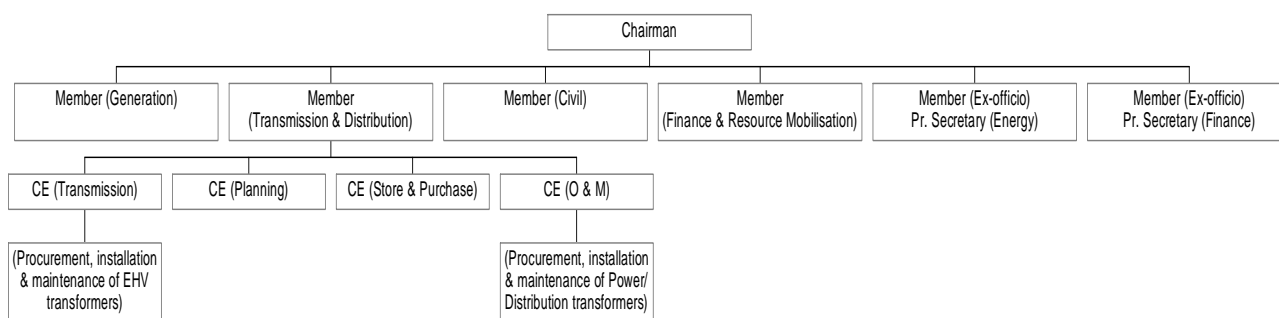 Chairman
Member (Generation)
Member
(Transmission & Distribution)
Member (Civil)
Member
(Finance & Resource Mobilisation)
Member (Ex-officio)
Pr. Secretary (Energy)
Member (Ex-officio)
Pr. Secretary (Finance)
CE (Transmission)
CE (Planning)
CE (Store & Purchase)
CE (O & M)
(Procurement, installation
& maintenance of EHV
transformers)
(Procurement, installation
& maintenance of Power/
Distribution transformers)